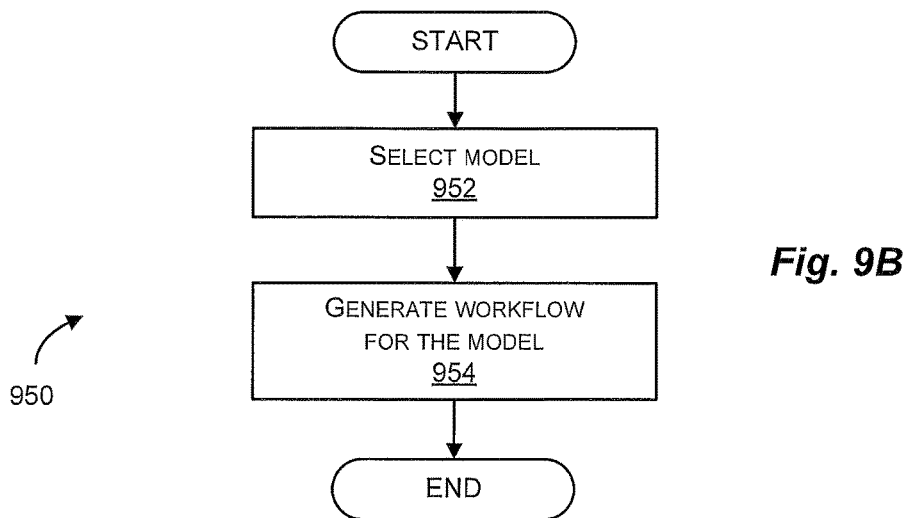 START
SELECT MODEL
952
Fig. 9B
GENERATE WORKFLOW
FOR THE MODEL
954
950
END